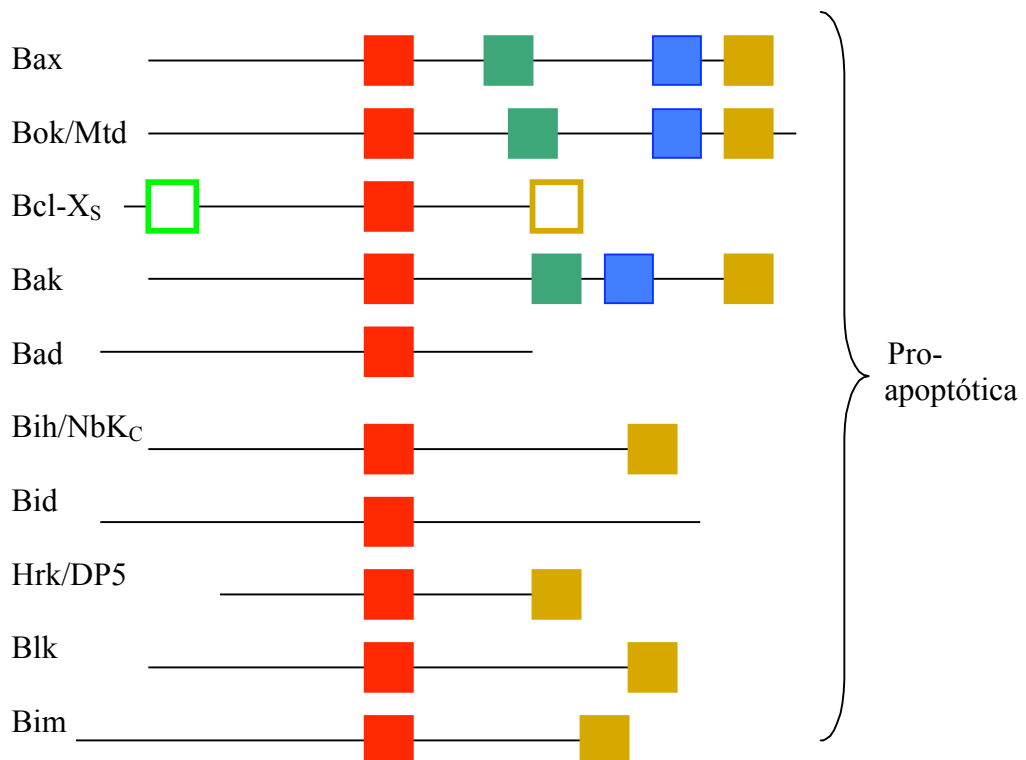 Bax
Bok/Mtd
Bcl-XS
Bak
Bad
Bih/NbKC
Bid
Hrk/DP5
Blk
Bim
Pro-
apoptótica